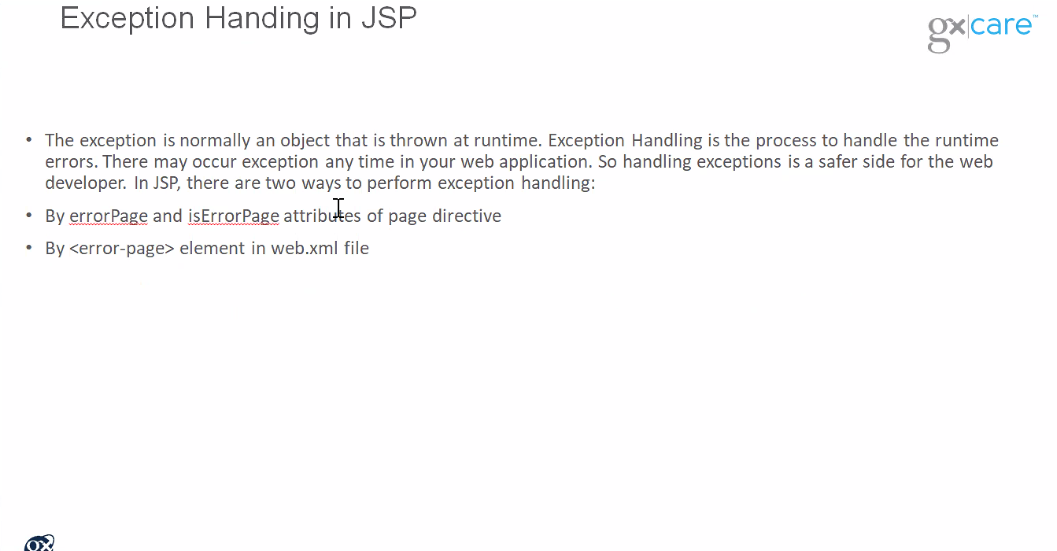 Exception Handing in JSP
gx|care™
• The exception is normally an object that is thrown at runtime. Exception Handling is the process to handle the runtime
errors. There may occur exception any time in your web application. So handling exceptions is a safer side for the web
developer. In JSP, there are two ways to perform exception handling:
• By errorPage and isErrorPage attributes of page directive
• By <error-page> element in web.xml file
gx